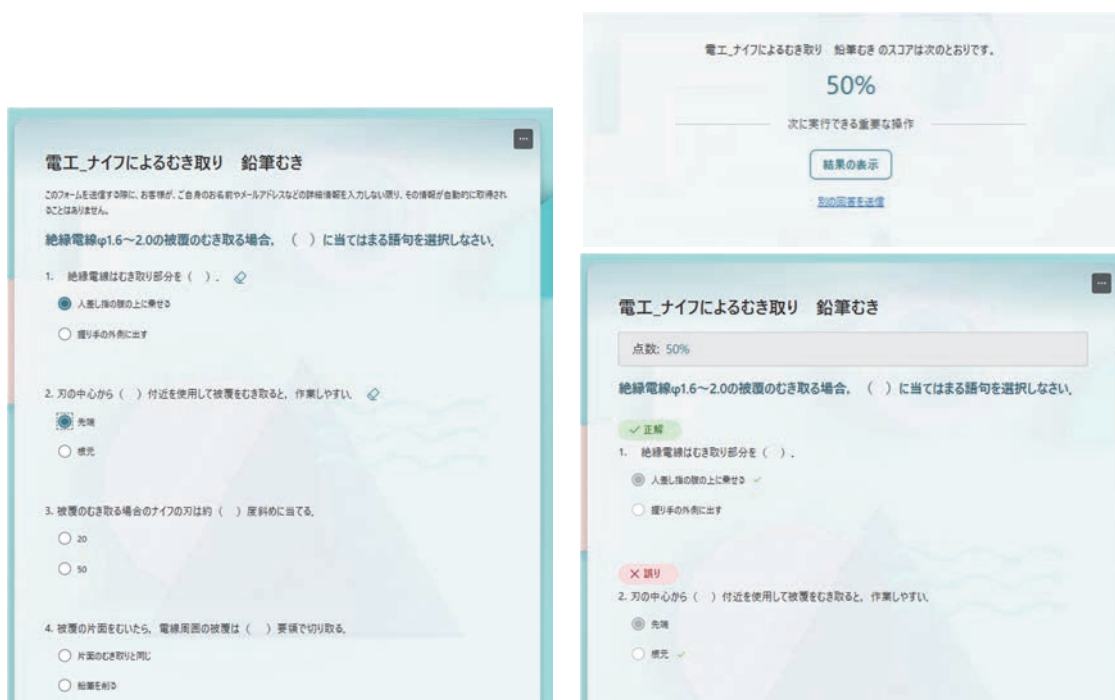 電工_ナイフによるむき取り 鉛筆むき
このフォームを送信する際に、お客様が、ご自身のお名前やメールアドレスなどの詳細情報を入力しない限り、その情報が自動的に取得され
ることはありません。
絶縁電線φ1.6～2.0の被覆のむき取る場合，（ ）に当てはまる語句を選択しなさい．
1. 絶縁電線はむき取り部分を（ ）．
人差し指の腹の上に乗せる
握り手の外側に出す
2. 刃の中心から（ ）付近を使用して被覆をむき取ると，作業しやすい．
先端
根元
3. 被覆のむき取る場合のナイフの刃は約（ ）度斜めに当てる．
20
50
4. 被覆の片面をむいたら，電線周囲の被覆は（ ）要領で切り取る．
片面のむき取りと同じ
鉛筆を削る
電工_ナイフによるむき取り 鉛筆むき のスコアは次のとおりです。
50%
次に実行できる重要な操作
結果の表示
別の回答を送信
電工_ナイフによるむき取り 鉛筆むき
点数: 50%
絶縁電線φ1.6～2.0の被覆のむき取る場合，（ ）に当てはまる語句を選択しなさい．
正解
1. 絶縁電線はむき取り部分を（ ）．
人差し指の腹の上に乗せる
握り手の外側に出す
誤り
2. 刃の中心から（ ）付近を使用して被覆をむき取ると，作業しやすい．
先端
根元